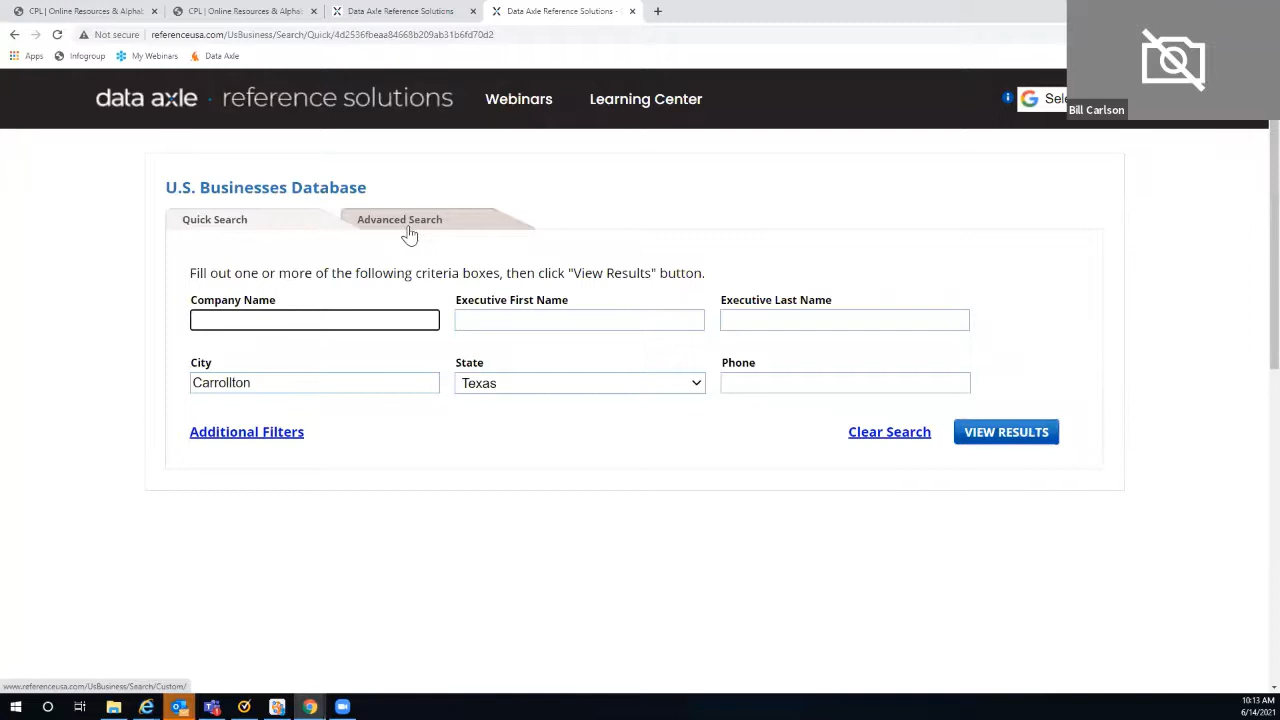 CPL | Online Resources & Alphab
CPL | Online Resources & Alphab
Data Axle Reference Solutions
Data Axle Reference Solutions -
Not secure | referenceusa.com/UsBusiness/Search/Quick/4d2536fbeaa84668b209ab31b6fd70d2
Apps Infogroup My Webinars Data Axle
data axle · reference solutions Webinars Learning Center Sele
Bill Carlson
U.S. Businesses Database
Quick Search Advanced Search
Fill out one or more of the following criteria boxes, then click "View Results" button.
Company Name Executive First Name Executive Last Name
City State Phone
Carrollton Texas
Additional Filters Clear Search VIEW RESULTS
www.referenceusa.com/UsBusiness/Search/Custom/
10:13 AM
6/14/2021